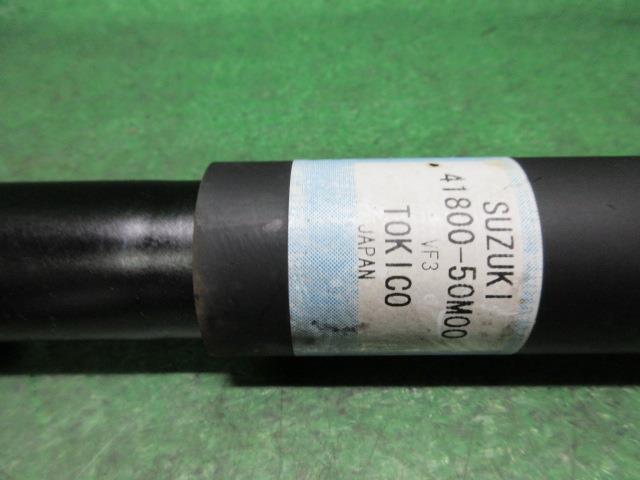 SUZUKI
41800-50M00
VF3
TOKICO
JAPAN